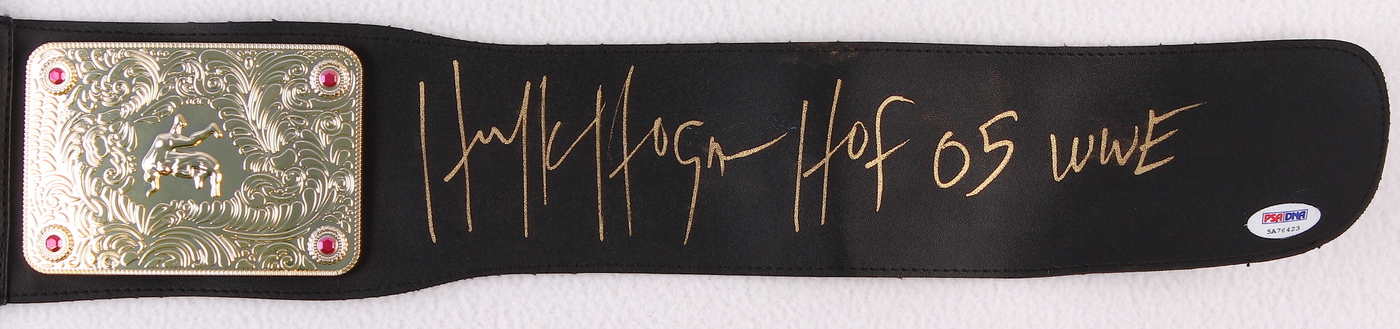 Hulk Hogan HOF 05 WWE
PSA DNA
5A76423